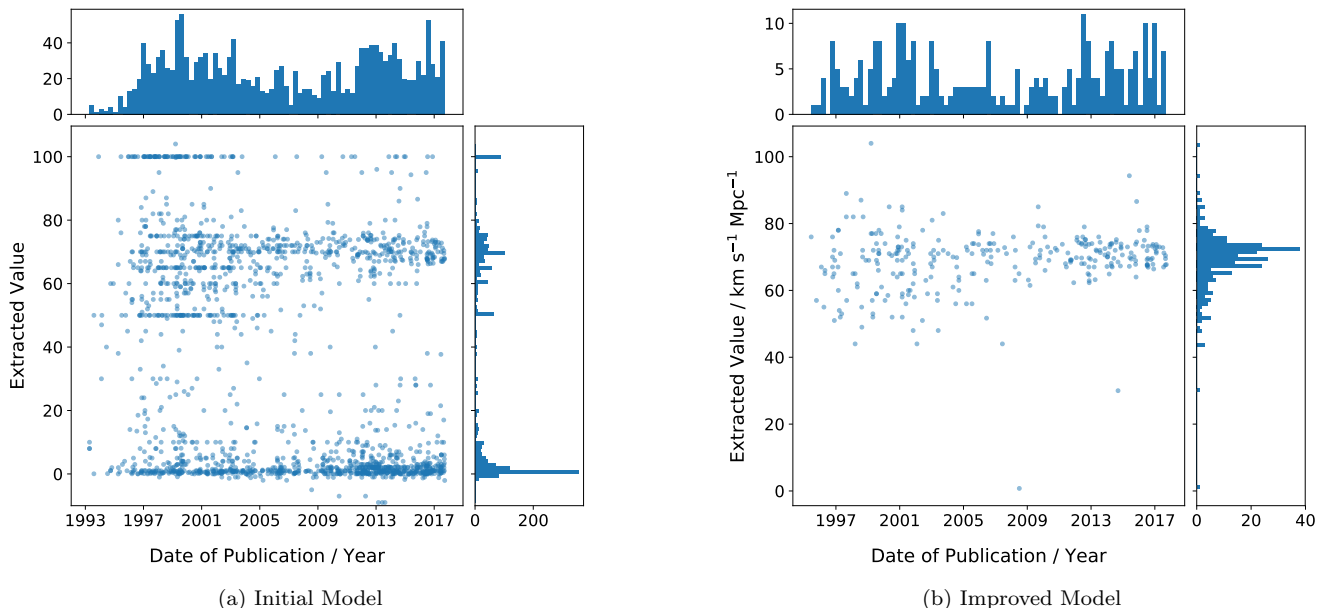 40
20
0
100
80
60
40
20
0
Extracted Value
1993 1997 2001 2005 2009 2013 2017
0 200
Date of Publication / Year
(a) Initial Model
10
5
0
100
80
60
40
20
0
Extracted Value / km s⁻¹ Mpc⁻¹
1997 2001 2005 2009 2013 2017
0 20 40
Date of Publication / Year
(b) Improved Model